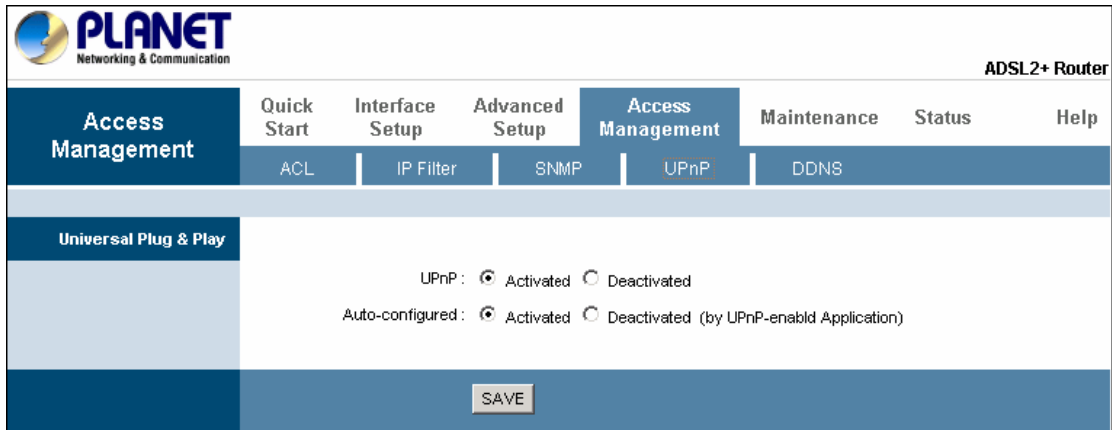 PLANET
Networking & Communication
ADSL2+ Router
Access
Management
Quick
Start
Interface
Setup
Advanced
Setup
Access
Management
Maintenance
Status
Help
ACL
IP Filter
SNMP
UPnP
DDNS
Universal Plug & Play
UPnP : Activated Deactivated
Auto-configured : Activated Deactivated (by UPnP-enabld Application)
SAVE